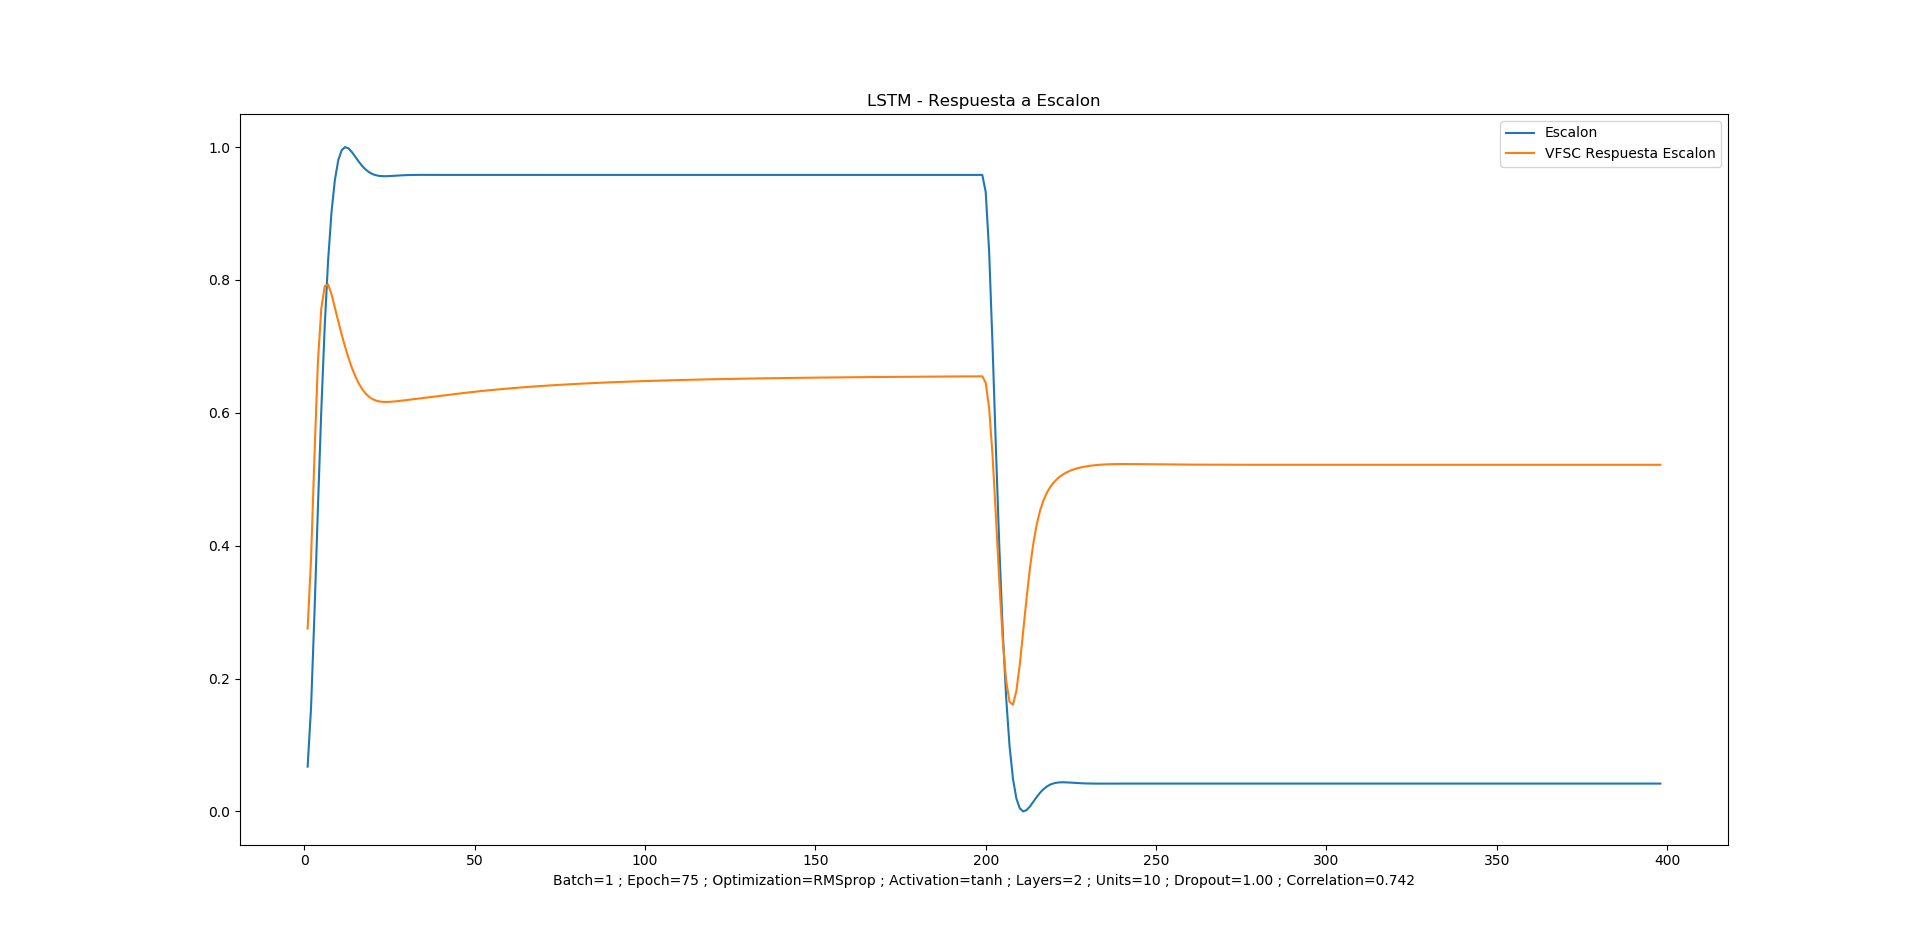 LSTM - Respuesta a Escalon
Escalon
VFSC Respuesta Escalon
1.0
0.8
0.6
0.4
0.2
0.0
0 50 100 150 200 250 300 350 400
Batch=1 ; Epoch=75 ; Optimization=RMSprop ; Activation=tanh ; Layers=2 ; Units=10 ; Dropout=1.00 ; Correlation=0.742